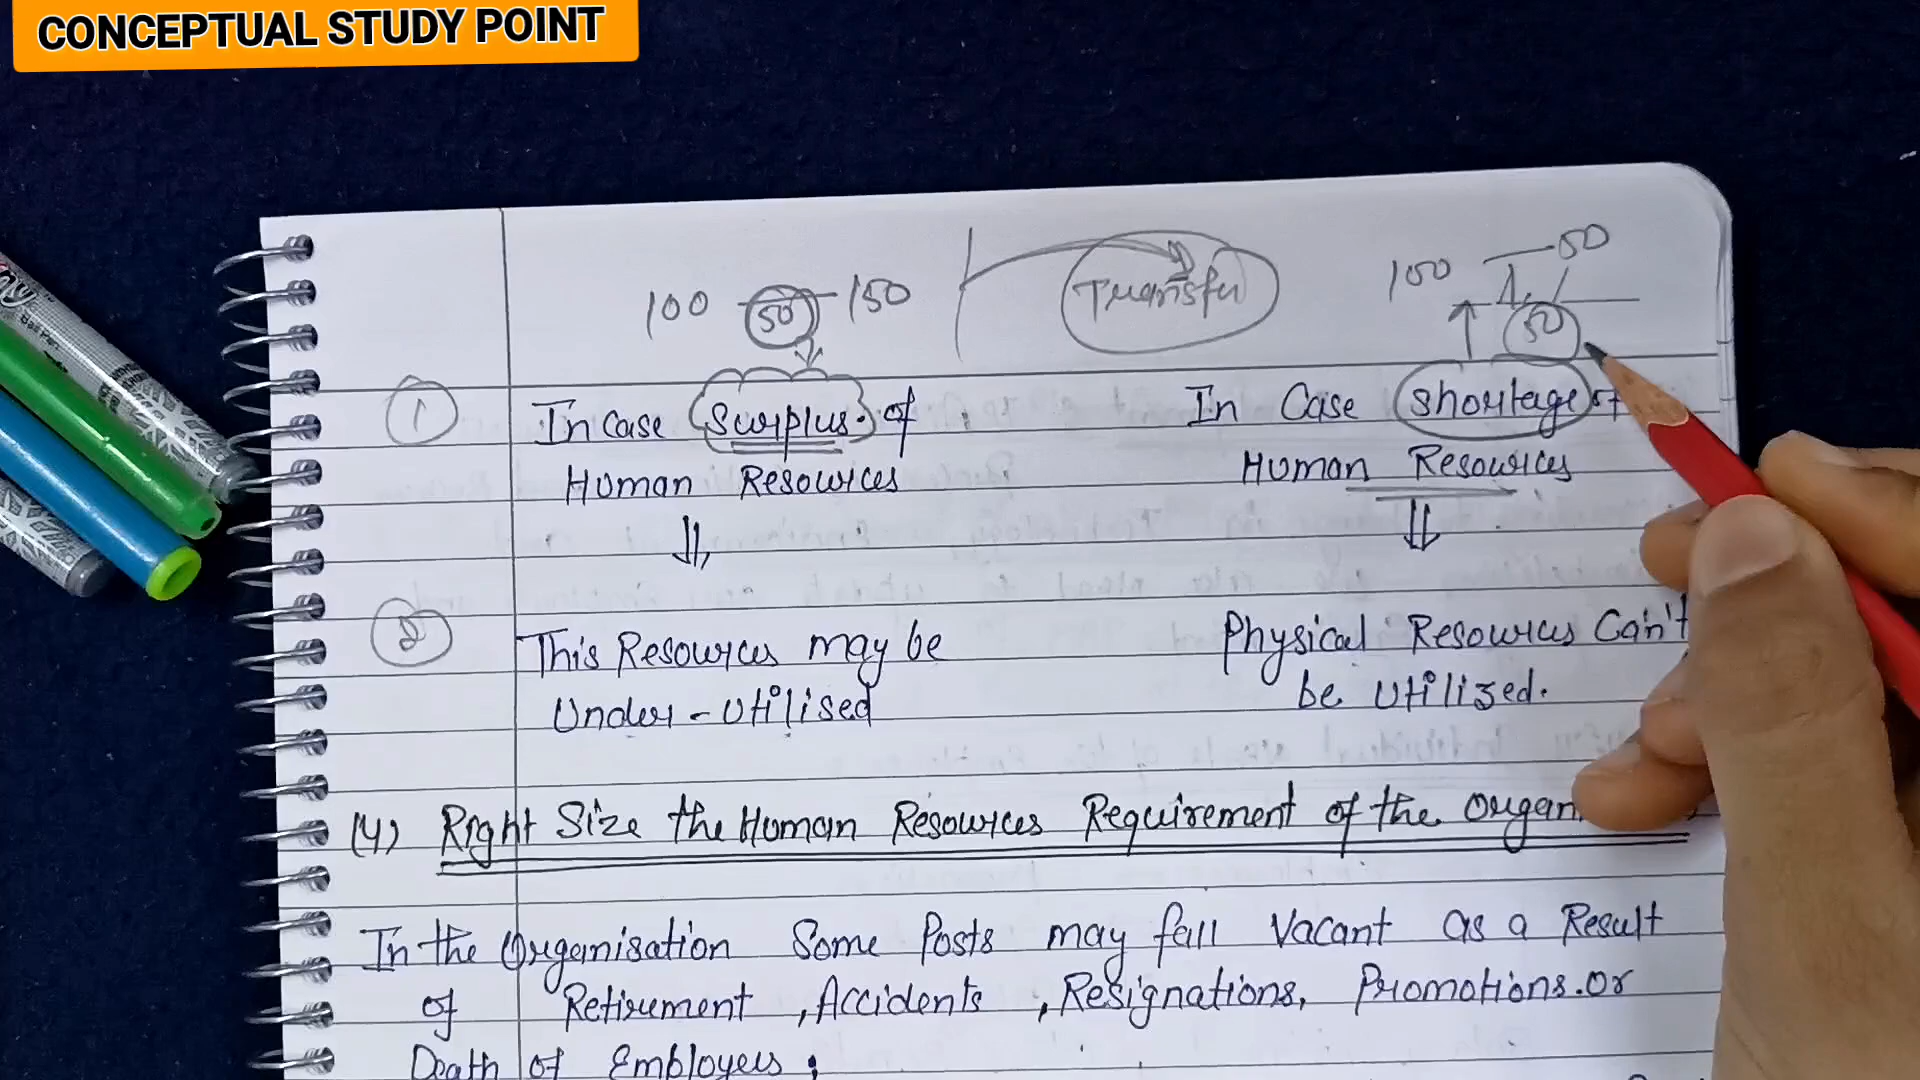 CONCEPTUAL STUDY POINT
100 50 150
Transfer
100 50
50
1
In Case Surplus of
Human Resources
In Case Shortage of
Human Resources
2
This Resources may be
Under-Utilised
Physical Resources Can't
be Utilized.
(4) Right Size the Human Resources Requirement of the Organ
In the Organisation Some Posts may fall Vacant as a Result
of Retirement, Accidents, Resignations, Promotions. or
Death of Employees;